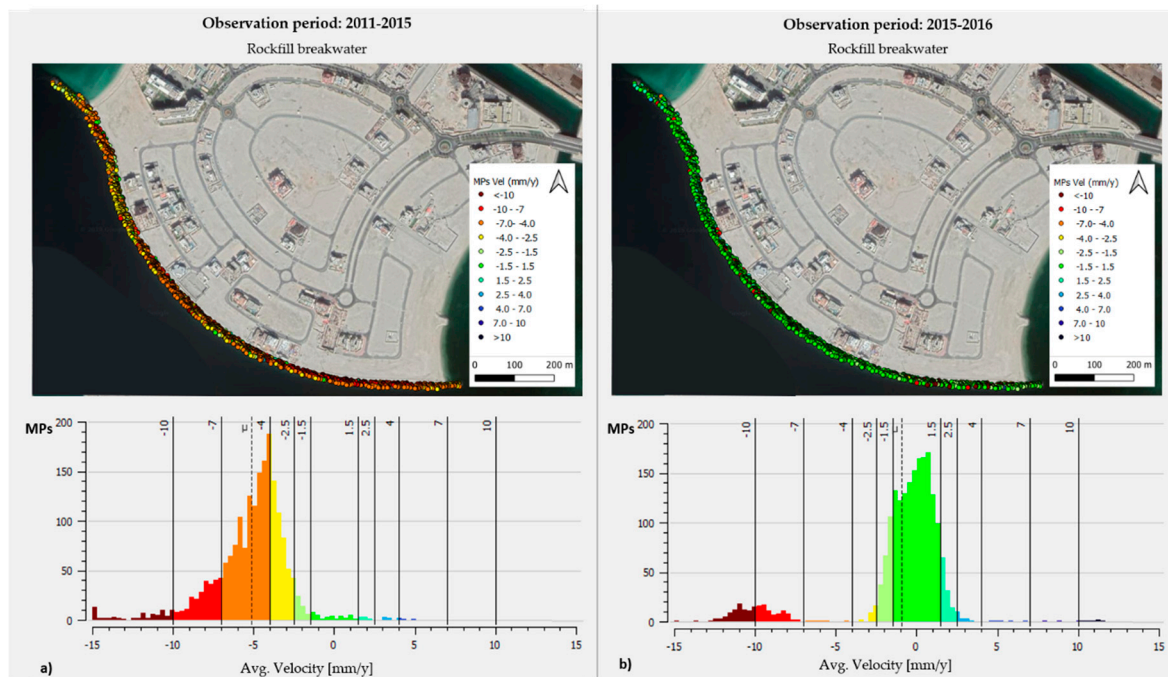 Observation period: 2011-2015
Rockfill breakwater
MPs Vel (mm/y)
<-10
-10 - -7
-7.0- -4.0
-4.0 - -2.5
-2.5 - -1.5
-1.5 - 1.5
1.5 - 2.5
2.5 - 4.0
4.0 - 7.0
7.0 - 10
>10
0 100 200 m
MPs
200
150
100
50
0
-10
-7
μ
-4
-2.5
-1.5
1.5
2.5
4
7
10
-15 -10 -5 0 5 10 15
a)
Avg. Velocity [mm/y]
Observation period: 2015-2016
Rockfill breakwater
MPs Vel (mm/y)
<-10
-10 - -7
-7.0- -4.0
-4.0 - -2.5
-2.5 - -1.5
-1.5 - 1.5
1.5 - 2.5
2.5 - 4.0
4.0 - 7.0
7.0 - 10
>10
0 100 200 m
MPs
200
150
100
50
0
-10
-7
-4
-2.5
-1.5
μ
1.5
2.5
4
7
10
-15 -10 -5 0 5 10 15
b)
Avg. Velocity [mm/y]